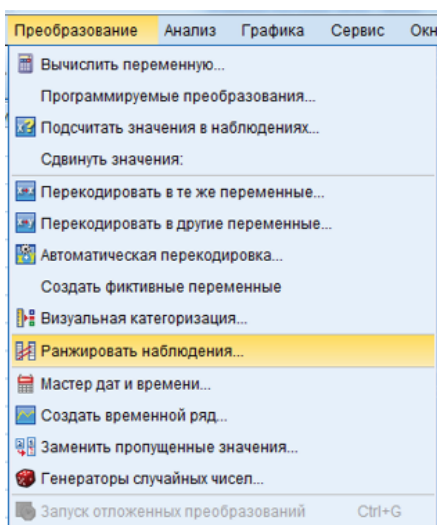 Преобразование Анализ Графика Сервис Окн
Вычислить переменную...
Программируемые преобразования...
Подсчитать значения в наблюдениях...
Сдвинуть значения:
Перекодировать в те же переменные...
Перекодировать в другие переменные...
Автоматическая перекодировка...
Создать фиктивные переменные
Визуальная категоризация...
Ранжировать наблюдения...
Мастер дат и времени...
Создать временной ряд...
Заменить пропущенные значения...
Генераторы случайных чисел...
Запуск отложенных преобразований Ctrl+G